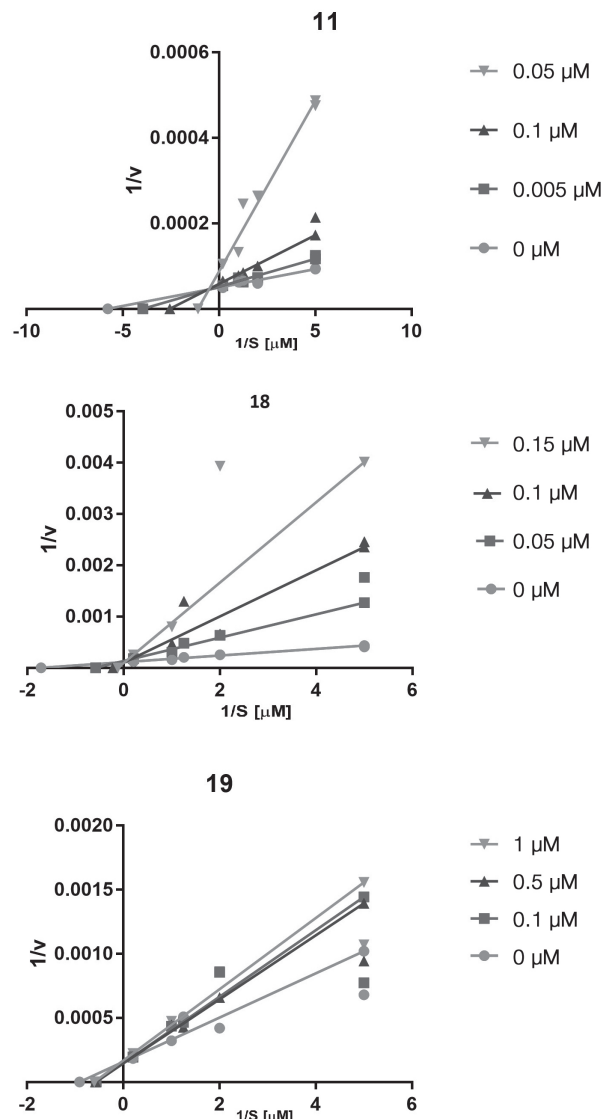 11
0.0006
0.0004
0.0002
1/v
-10
-5
0
5
10
1/S [µM]
0.05 µM
0.1 µM
0.005 µM
0 µM
18
0.005
0.004
0.003
0.002
0.001
1/v
-2
0
2
4
6
1/S [µM]
0.15 µM
0.1 µM
0.05 µM
0 µM
19
0.0020
0.0015
0.0010
0.0005
1/v
-2
0
2
4
6
1/S [µM]
1 µM
0.5 µM
0.1 µM
0 µM